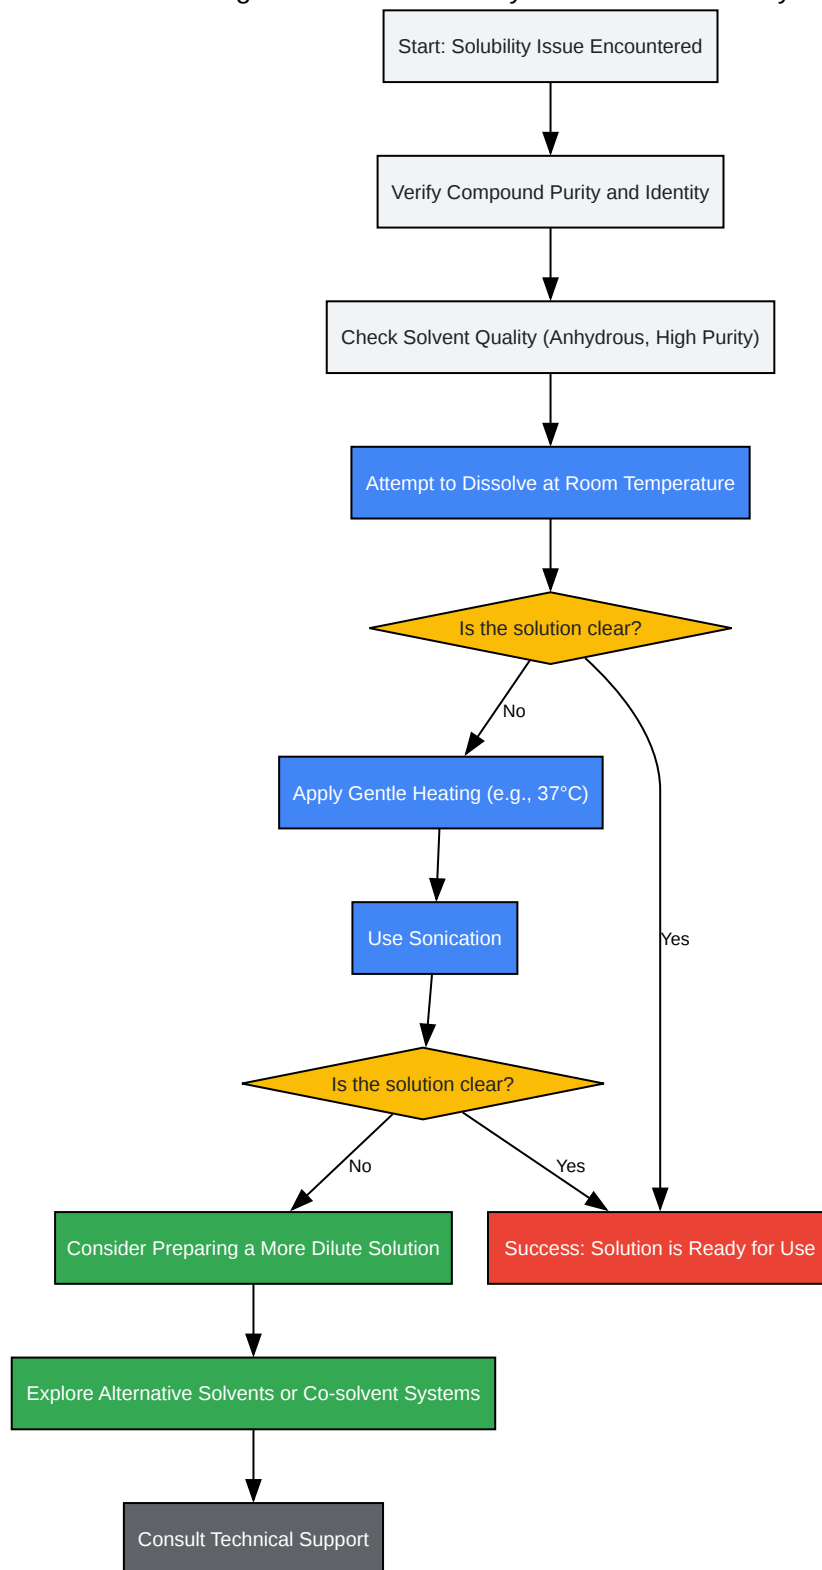 Start: Solubility Issue Encountered
Verify Compound Purity and Identity
Check Solvent Quality (Anhydrous, High Purity)
Attempt to Dissolve at Room Temperature
Is the solution clear?
No
Apply Gentle Heating (e.g., 37°C)
Use Sonication
Yes
Is the solution clear?
No
Yes
Consider Preparing a More Dilute Solution
Success: Solution is Ready for Use
Explore Alternative Solvents or Co-solvent Systems
Consult Technical Support